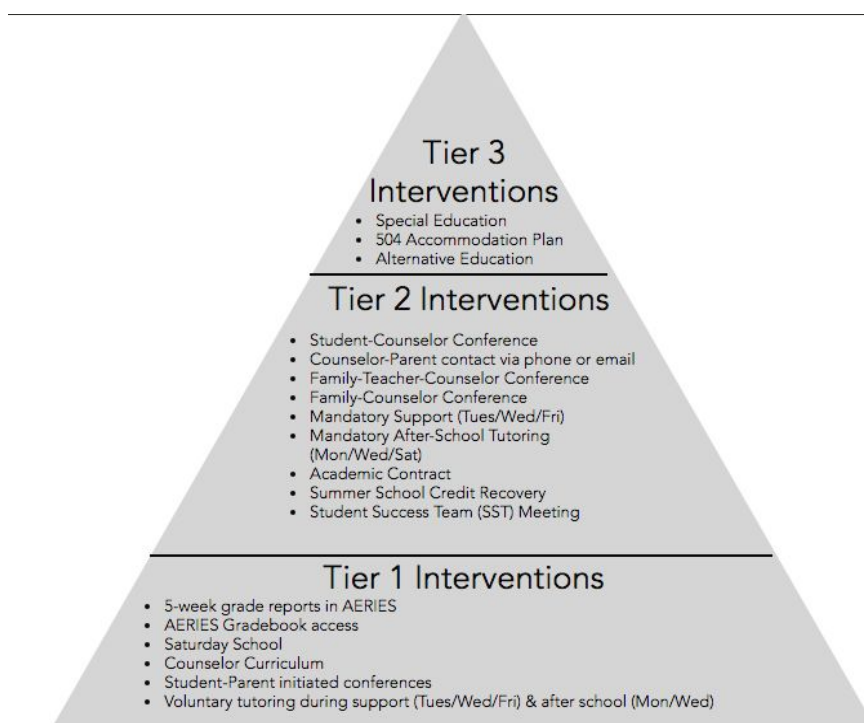 Tier 3
Interventions
• Special Education
• 504 Accommodation Plan
• Alternative Education
Tier 2 Interventions
• Student-Counselor Conference
• Counselor-Parent contact via phone or email
• Family-Teacher-Counselor Conference
• Family-Counselor Conference
• Mandatory Support (Tues/Wed/Fri)
• Mandatory After-School Tutoring
(Mon/Wed/Sat)
• Academic Contract
• Summer School Credit Recovery
• Student Success Team (SST) Meeting
Tier 1 Interventions
• 5-week grade reports in AERIES
• AERIES Gradebook access
• Saturday School
• Counselor Curriculum
• Student-Parent initiated conferences
• Voluntary tutoring during support (Tues/Wed/Fri) & after school (Mon/Wed)